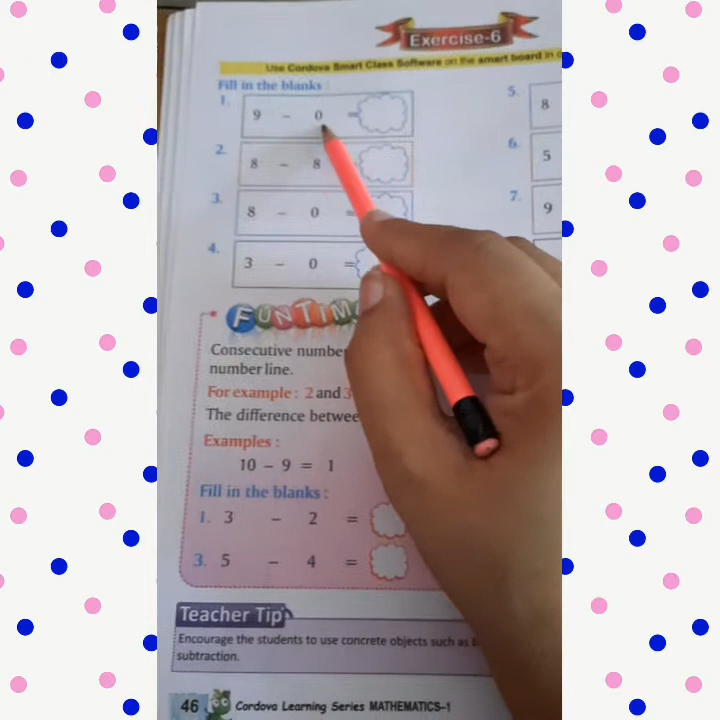 Exercise-6
Use Cordova Smart Class Software on the smart board in
Fill in the blanks :
1. 9 - 0 =
2. 8 - 8
3. 8 - 0 =
4. 3 - 0 =
5. 8
6. 5
7. 9
FUN TIM
Consecutive numbe
number line.
For example : 2 and 3
The difference betwee
Examples :
10 - 9 = 1
Fill in the blanks :
1. 3 - 2 =
3. 5 - 4 =
Teacher Tip
Encourage the students to use concrete objects such as
subtraction.
46 Cordova Learning Series MATHEMATICS-1